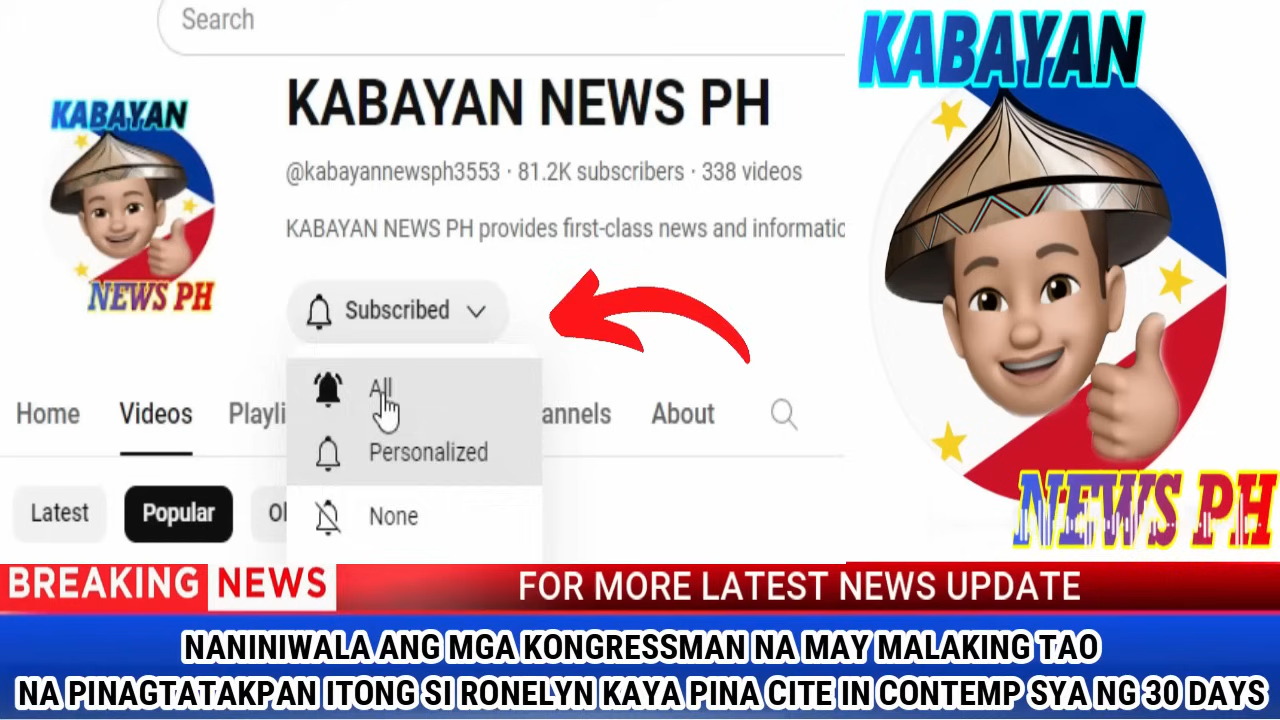 Search
KABAYAN
KABAYAN NEWS PH
@kabayannewsph3553 · 81.2K subscribers · 338 videos
KABAYAN NEWS PH provides first-class news and informatic
KABAYAN
NEWS PH
Subscribed
All
Home Videos Playli annels About
Personalized
NEWS PH
Latest Popular Ol
None
BREAKING NEWS FOR MORE LATEST NEWS UPDATE
NANINIWALA ANG MGA KONGRESSMAN NA MAY MALAKING TAO
NA PINAGTATAKPAN ITONG SI RONELYN KAYA PINA CITE IN CONTEMP SYA NG 30 DAYS